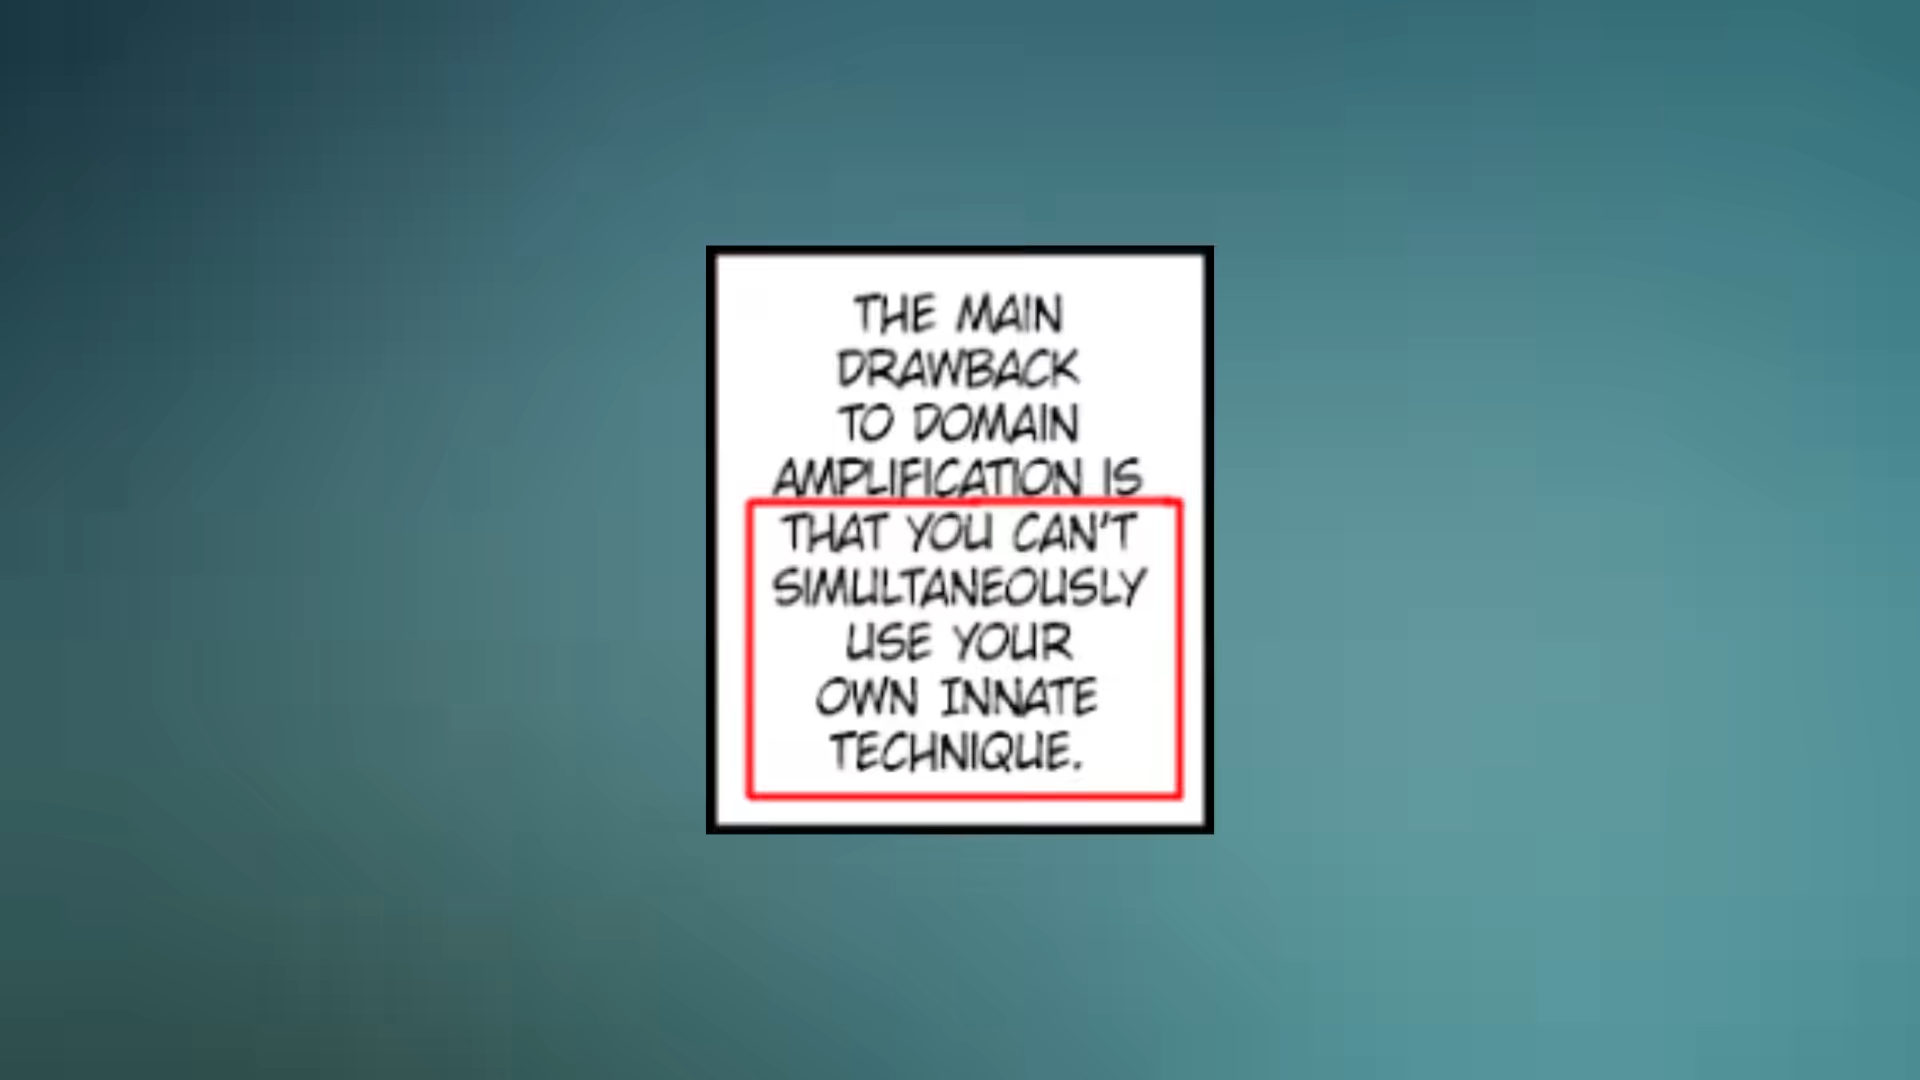 THE MAIN
DRAWBACK
TO DOMAIN
AMPLIFICATION IS
THAT YOU CAN'T
SIMULTANEOUSLY
USE YOUR
OWN INNATE
TECHNIQUE.